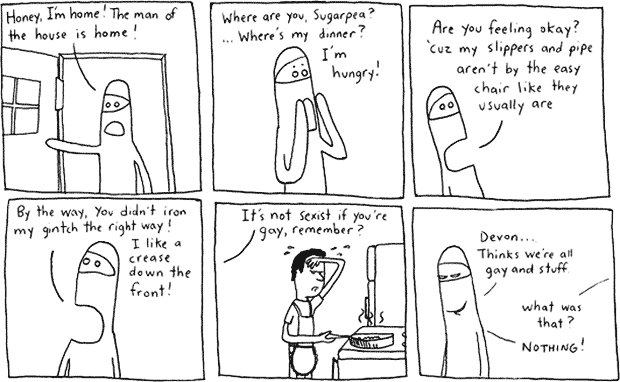 Honey, I'm home! The man of
the house is home!
Where are you, Sugarpea?
... Where's my dinner?
I'm
hungry!
Are you feeling okay?
'cuz my slippers and pipe
aren't by the easy
chair like they
usually are
By the way, you didn't iron
my gintch the right way!
I like a
crease
down the
front!
It's not sexist if you're
gay, remember?
Devon...
Thinks we're all
gay and stuff.
what was
that?
NOTHING!